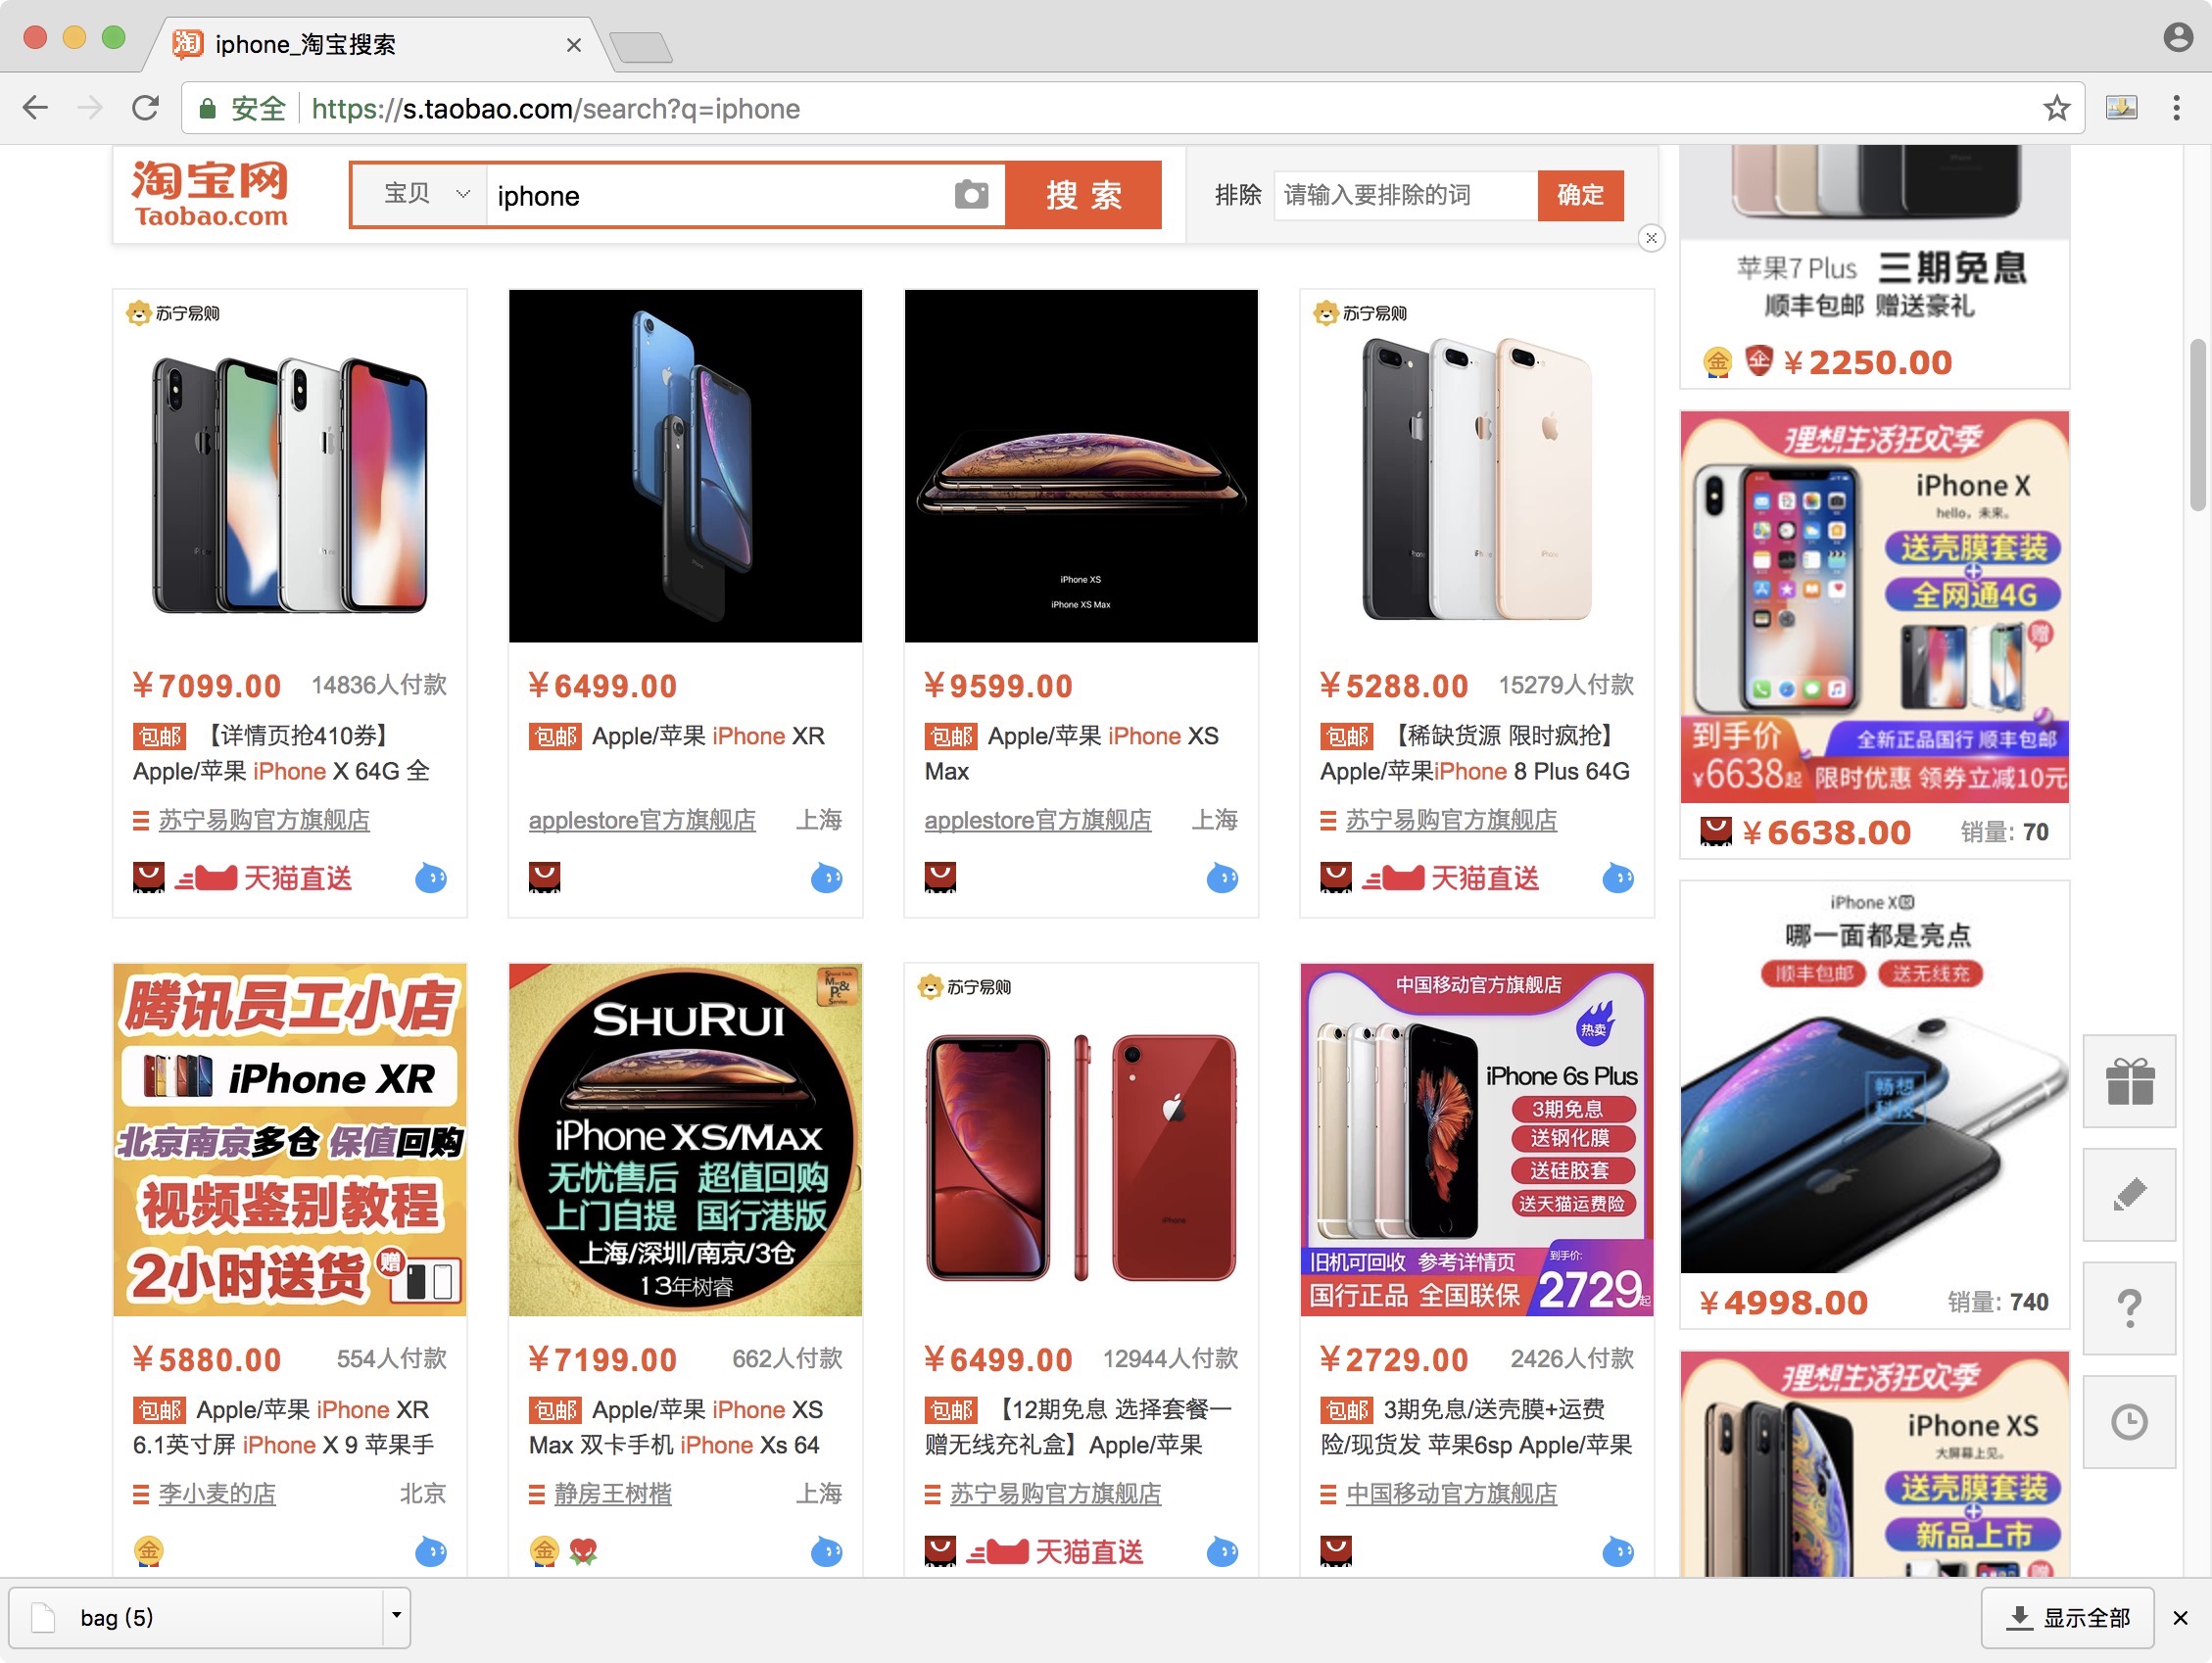 iphone_淘宝搜索
安全
https://s.taobao.com/search?q=iphone
淘宝网
Taobao.com
宝贝
iphone
搜 索
排除
请输入要排除的词
确定
苏宁易购
¥7099.00 14836人付款
包邮 【详情页抢410券】
Apple/苹果 iPhone X 64G 全
苏宁易购官方旗舰店
天猫直送
¥6499.00
包邮 Apple/苹果 iPhone XR
applestore官方旗舰店 上海
iPhone XS
iPhone XS Max
¥9599.00
包邮 Apple/苹果 iPhone XS
Max
applestore官方旗舰店 上海
苏宁易购
¥5288.00 15279人付款
包邮 【稀缺货源 限时疯抢】
Apple/苹果iPhone 8 Plus 64G
苏宁易购官方旗舰店
天猫直送
腾讯员工小店
iPhone XR
北京南京多仓 保值回购
视频鉴别教程
2小时送货
赠
¥5880.00 554人付款
包邮 Apple/苹果 iPhone XR
6.1英寸屏 iPhone X 9 苹果手
李小麦的店 北京
金
SHURUI
iPhone XS/MAX
无忧售后 超值回购
上门自提 国行港版
上海/深圳/南京/3仓
13年树睿
¥7199.00 662人付款
包邮 Apple/苹果 iPhone XS
Max 双卡手机 iPhone Xs 64
静房王树楷 上海
金
苏宁易购
iPhone
¥6499.00 12944人付款
包邮 【12期免息 选择套餐一
赠无线充礼盒】Apple/苹果
苏宁易购官方旗舰店
天猫直送
中国移动官方旗舰店
热卖
iPhone 6s Plus
3期免息
送钢化膜
送硅胶套
送天猫运费险
旧机可回收 参考详情页
国行正品 全国联保
到手价:
2729起
¥2729.00 2426人付款
包邮 3期免息/送壳膜+运费
险/现货发 苹果6sp Apple/苹果
中国移动官方旗舰店
苹果7 Plus 三期免息
顺丰包邮 赠送豪礼
金 企 ¥2250.00
理想生活狂欢季
iPhone X
hello，未来。
送壳膜套装
+
全网通4G
赠
到手价
¥6638起
全新正品国行 顺丰包邮
限时优惠 领券立减10元
¥6638.00 销量: 70
iPhone XR
哪一面都是亮点
顺丰包邮 送无线充
畅想
科技
¥4998.00 销量: 740
理想生活狂欢季
iPhone XS
大屏幕上见。
送壳膜套装
+
新品上市
bag (5)
显示全部